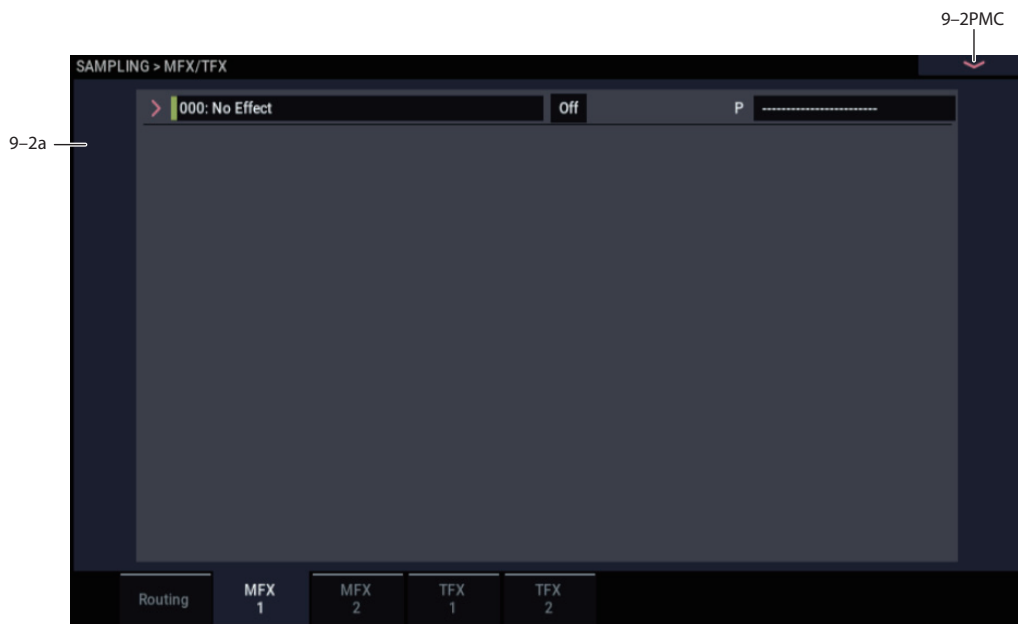 9–2PMC
SAMPLING > MFX/TFX
000: No Effect Off P ------------------------
9–2a
Routing MFX 1 MFX 2 TFX 1 TFX 2